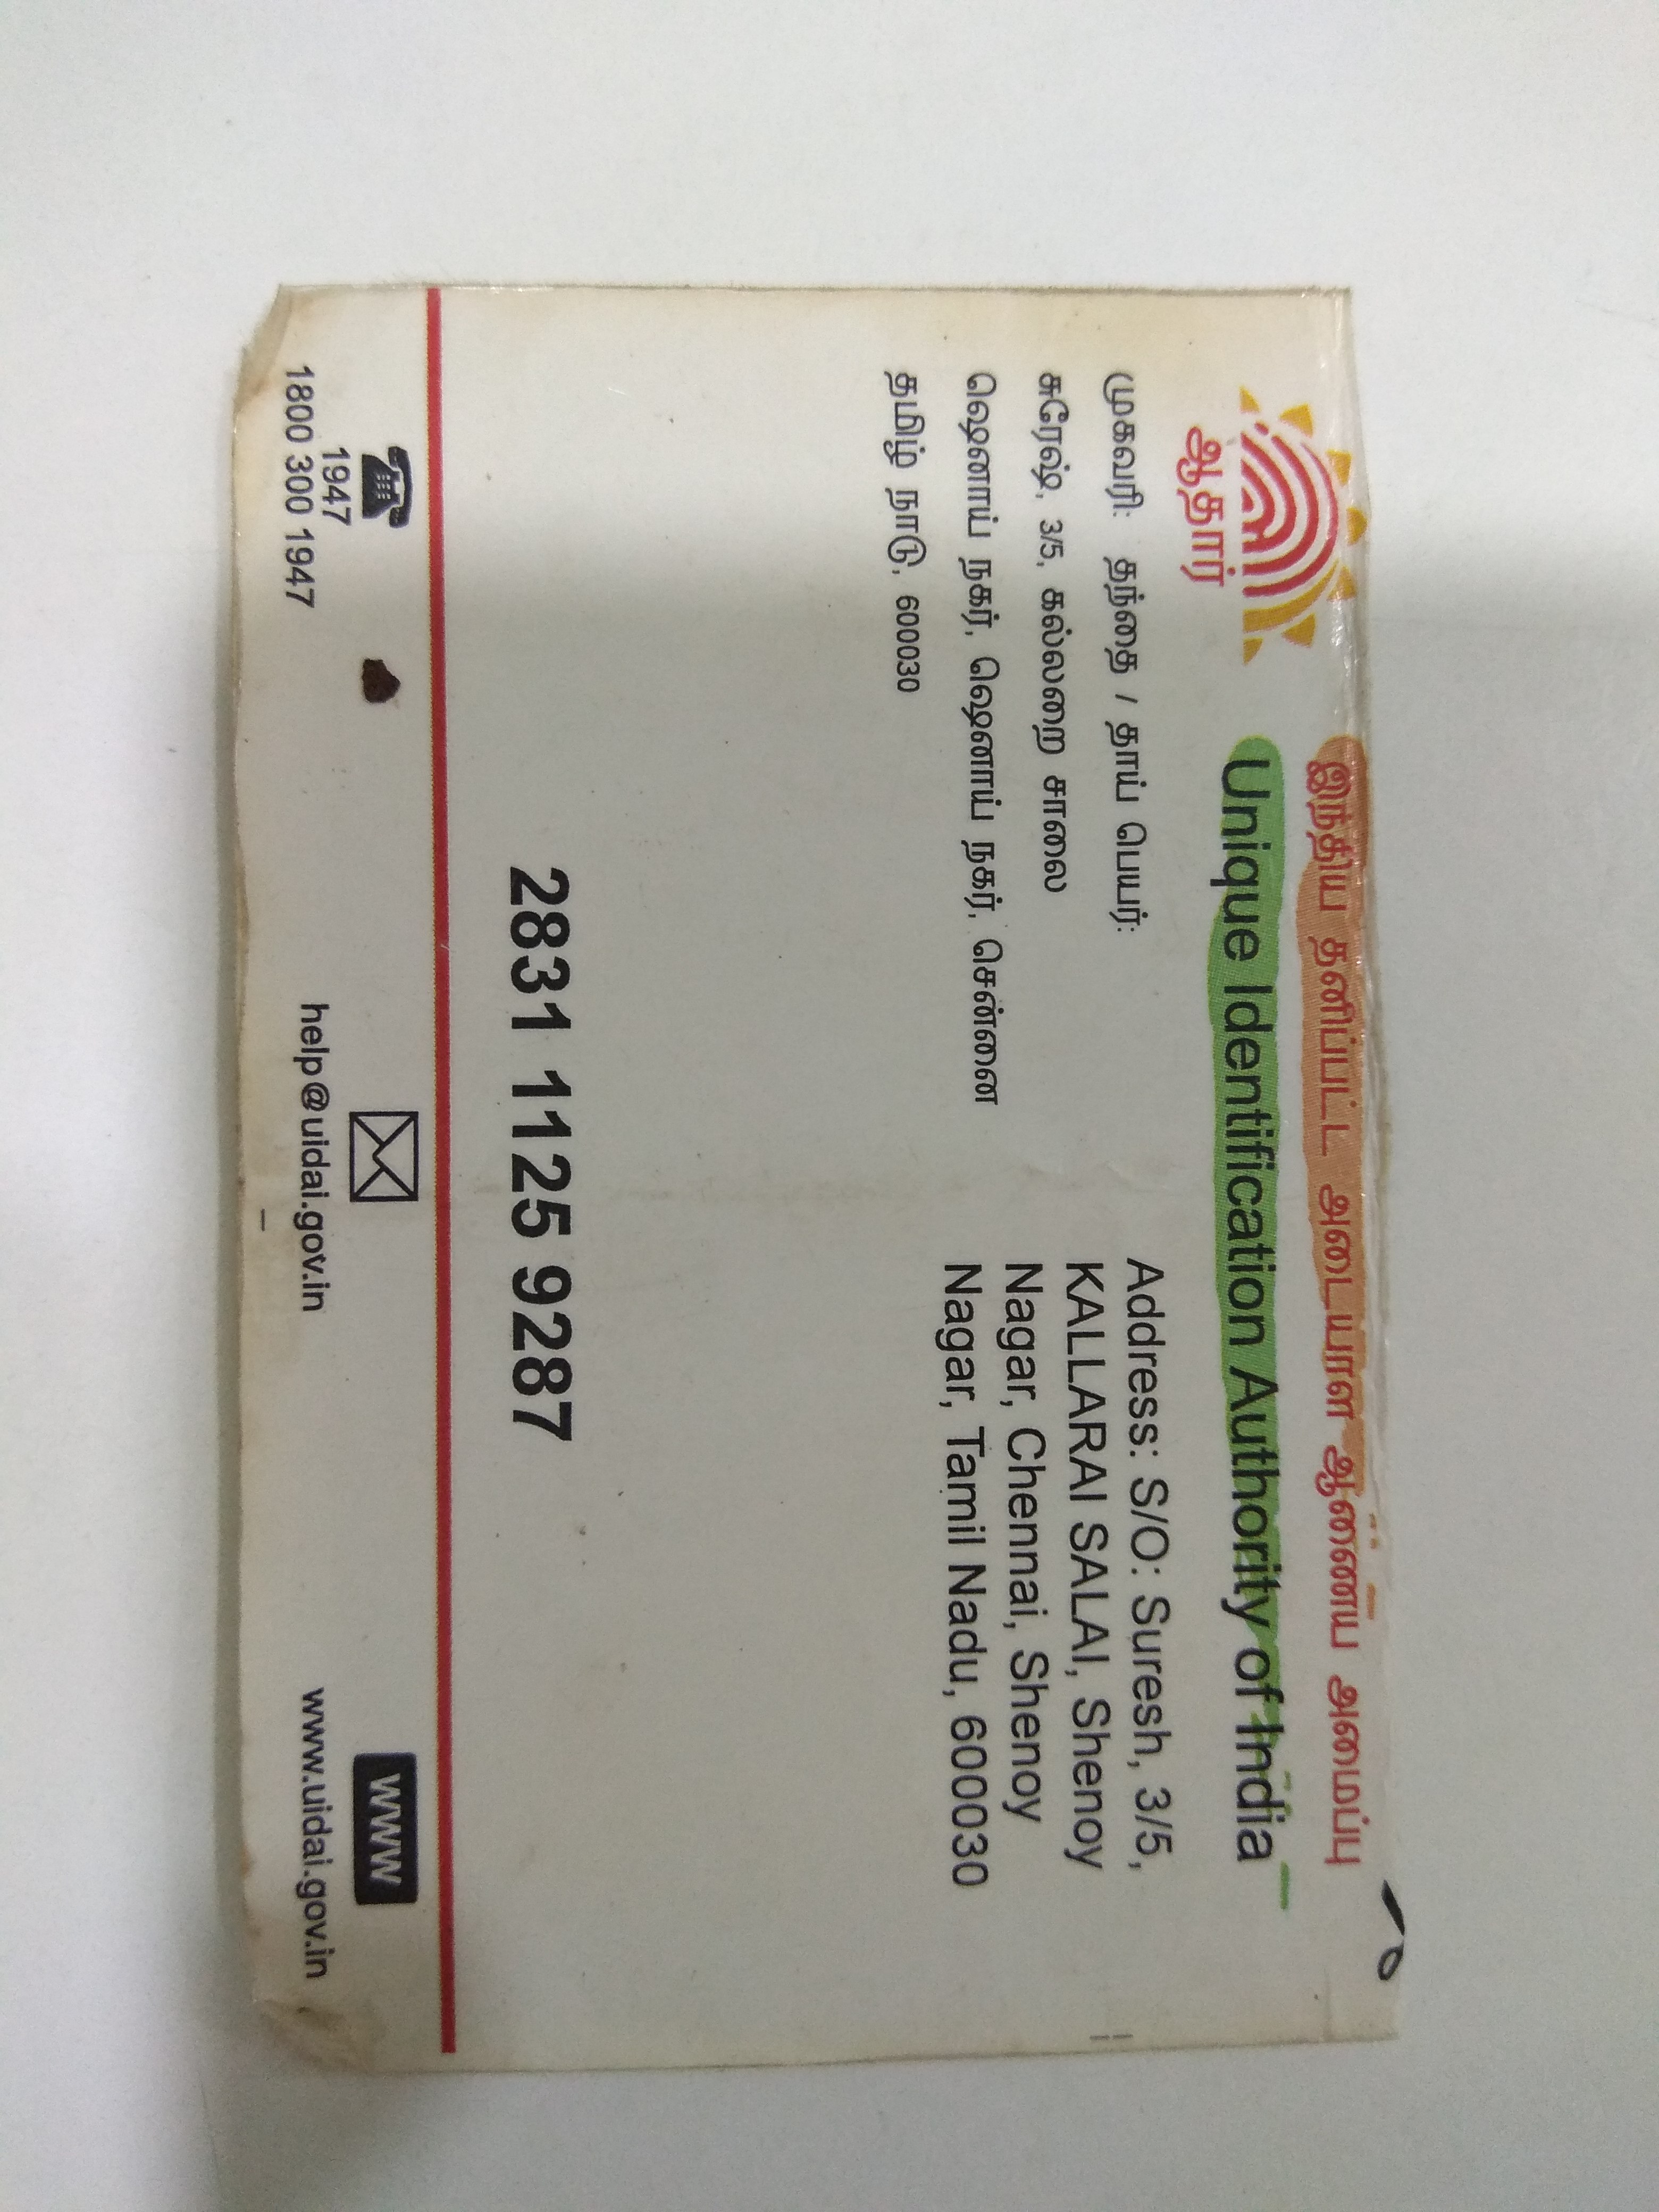 இந்திய தனிப்பட்ட அடையாள ஆணைய அமைப்பு
Unique Identification Authority of India
ஆதார்
முகவரி: தந்தை / தாய் பெயர்:
சுரேஷ், 3/5, கல்லறை சாலை
ஷெனாய் நகர், ஷெனாய் நகர், சென்னை
தமிழ் நாடு, 600030
Address: S/O: Suresh, 3/5,
KALLARAI SALAI, Shenoy
Nagar, Chennai, Shenoy
Nagar, Tamil Nadu, 600030
2831 1125 9287
1947
1800 300 1947
help@uidai.gov.in
WWW
www.uidai.gov.in